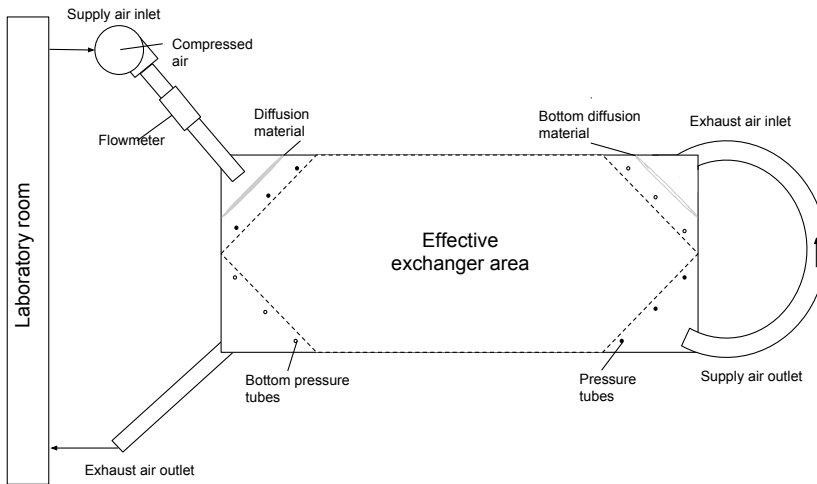 Supply air inlet
Compressed
air
Flowmeter
Diffusion
material
Bottom diffusion
material
Exhaust air inlet
Laboratory room
Effective
exchanger area
Bottom pressure
tubes
Pressure
tubes
Supply air outlet
Exhaust air outlet